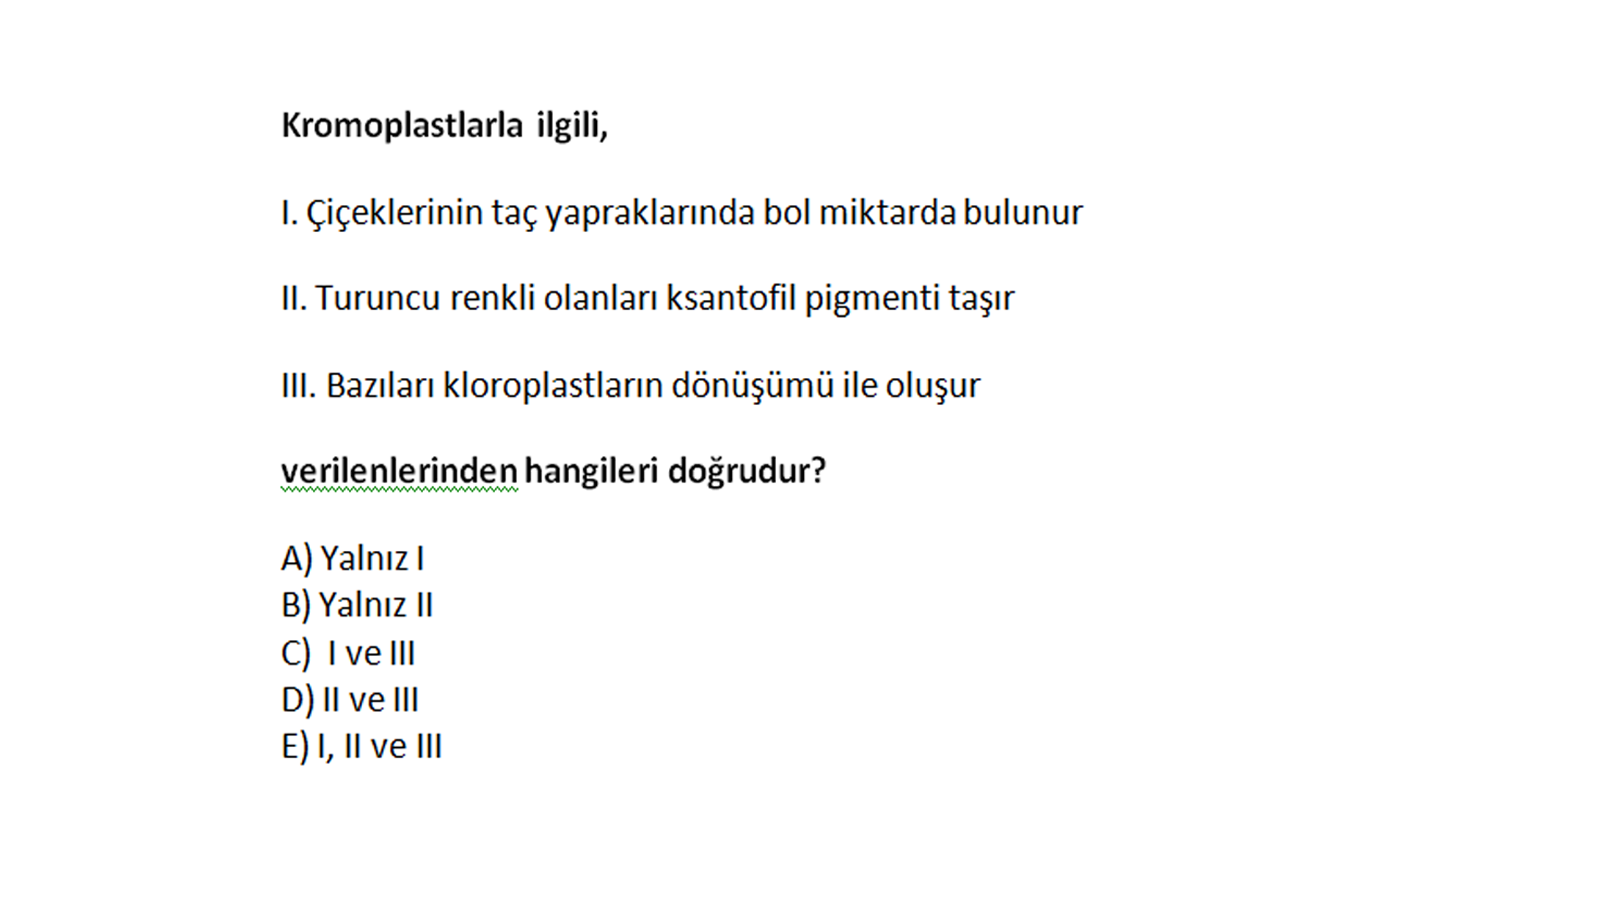 Kromoplastlarla ilgili,
I. Çiçeklerinin taç yapraklarında bol miktarda bulunur
II. Turuncu renkli olanları ksantofil pigmenti taşır
III. Bazıları kloroplastların dönüşümü ile oluşur
verilenlerinden hangileri doğrudur?
A) Yalnız I
B) Yalnız II
C) I ve III
D) II ve III
E) I, II ve III